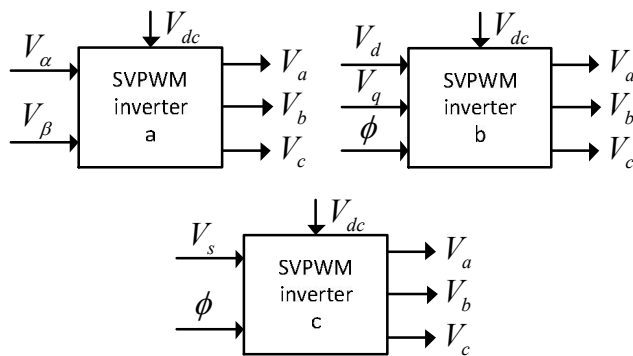 V_dc
V_α
V_β
SVPWM
inverter
a
V_a
V_b
V_c
V_dc
V_d
V_q
ϕ
SVPWM
inverter
b
V_a
V_b
V_c
V_dc
V_s
ϕ
SVPWM
inverter
c
V_a
V_b
V_c